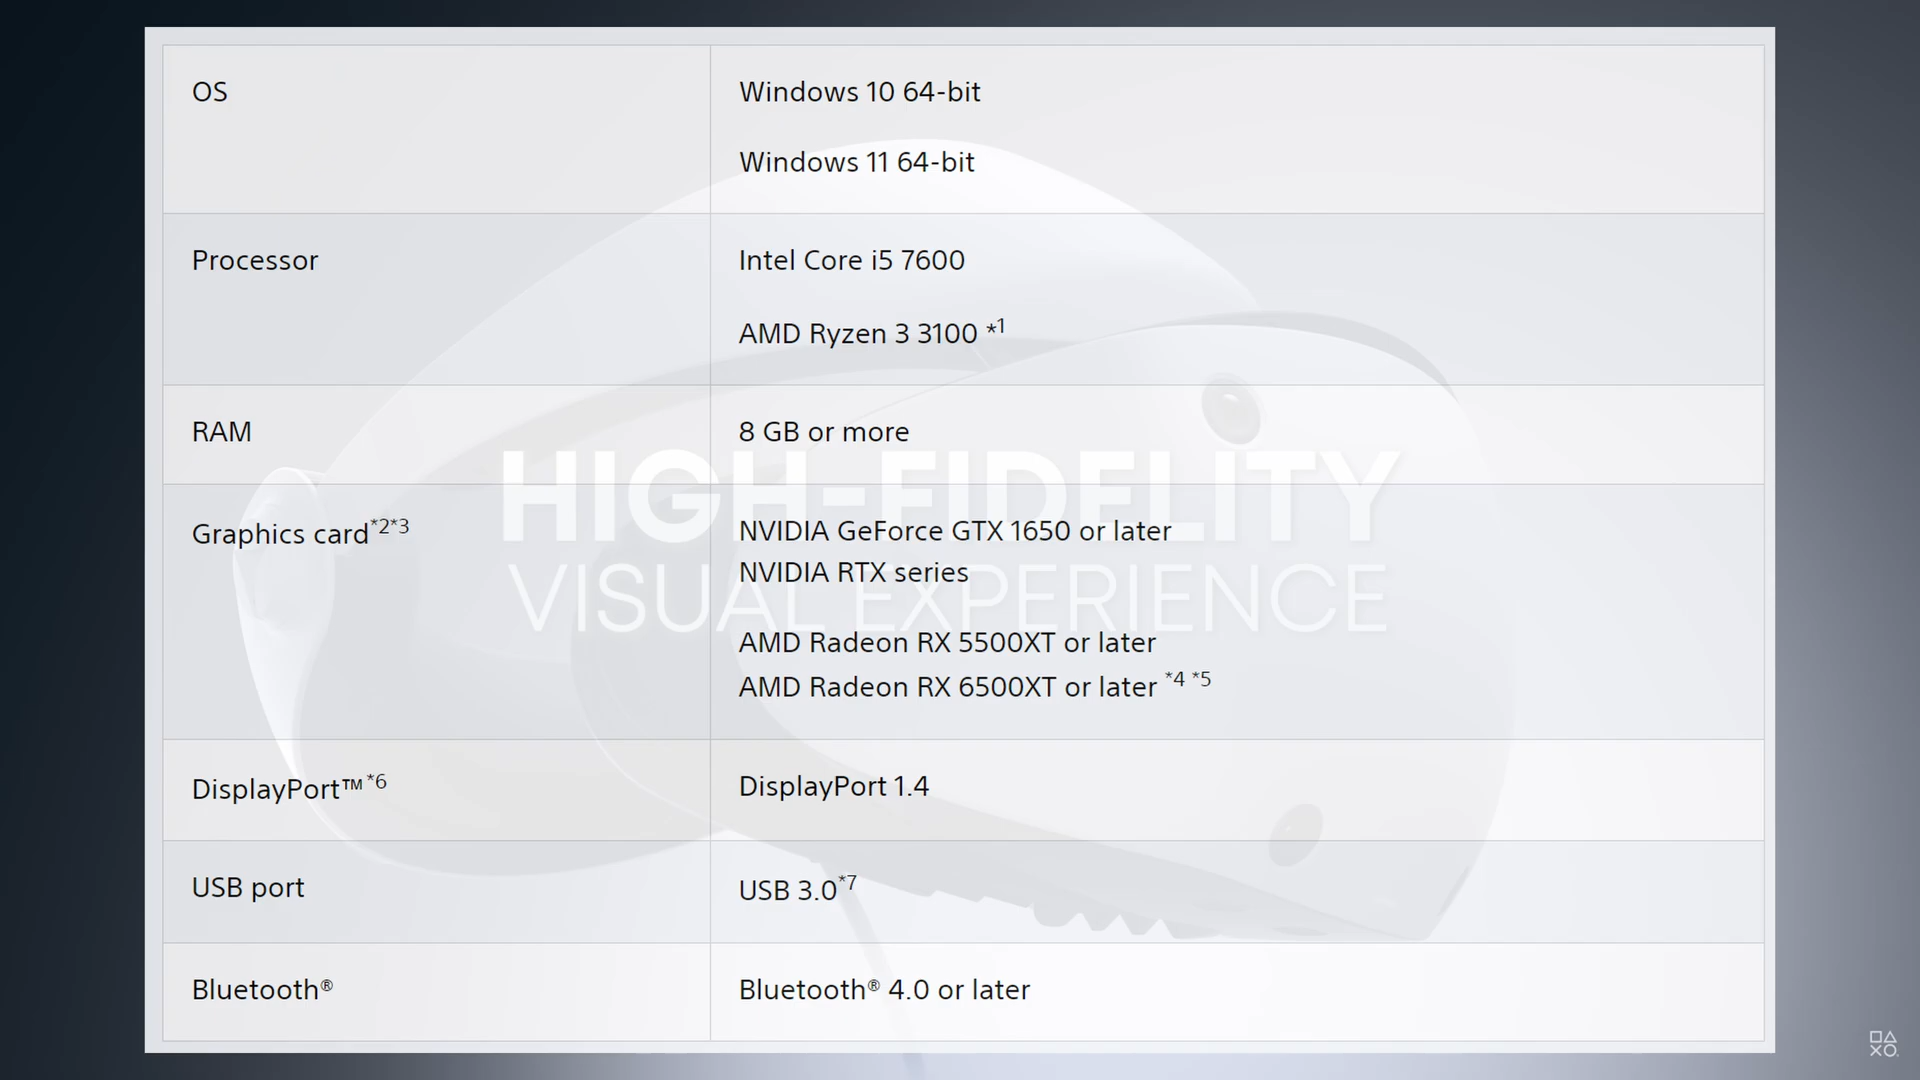 OS
Windows 10 64-bit
Windows 11 64-bit
Processor
Intel Core i5 7600
AMD Ryzen 3 3100 *1
RAM
8 GB or more
HIGH-FIDELITY
VISUAL EXPERIENCE
Graphics card*2*3
NVIDIA GeForce GTX 1650 or later
NVIDIA RTX series
AMD Radeon RX 5500XT or later
AMD Radeon RX 6500XT or later *4 *5
DisplayPort™*6
DisplayPort 1.4
USB port
USB 3.0*7
Bluetooth®
Bluetooth® 4.0 or later